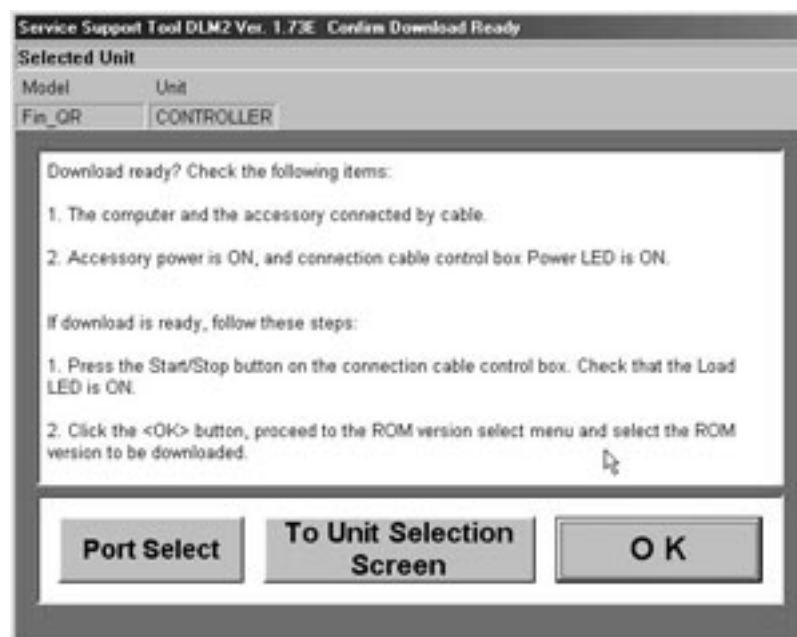 Service Support Tool DLM2 Ver. 1.73E Confirm Download Ready
Selected Unit
Model Unit
Fin_QR CONTROLLER
Download ready? Check the following items:
1. The computer and the accessory connected by cable.
2. Accessory power is ON, and connection cable control box Power LED is ON.
If download is ready, follow these steps:
1. Press the Start/Stop button on the connection cable control box. Check that the Load
LED is ON.
2. Click the <OK> button, proceed to the ROM version select menu and select the ROM
version to be downloaded.
Port Select
To Unit Selection
Screen
O K